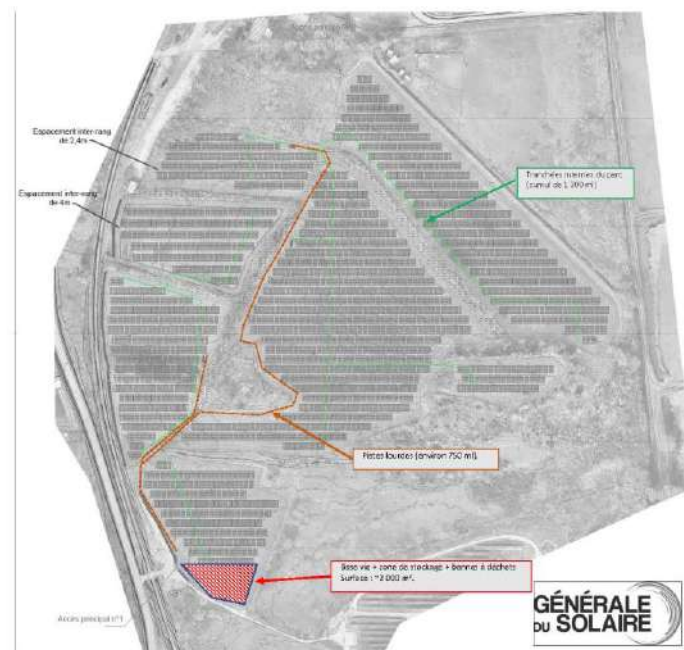 Espacement inter-rang
de 2,4m
Espacement inter-rang
de 4m
Tranchées internes du parc
(cumul de 1 200 ml)
Pistes lourdes (environ 750 ml).
Base vie + zone de stockage + bennes à déchets
Surface : ~2 000 m².
Accès principal n°1
GÉNÉRALE
DU SOLAIRE